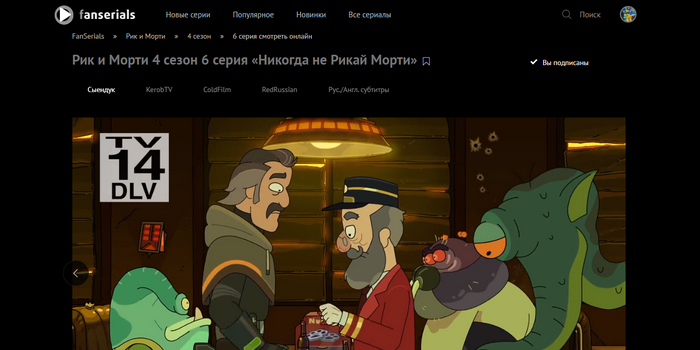 fanserials Новые серии Популярное Новинки Все сериалы Поиск
FanSerials » Рик и Морти » 4 сезон » 6 серия смотреть онлайн
Рик и Морти 4 сезон 6 серия «Никогда не Рикай Морти»
Вы подписаны
Сыендук KerobTV ColdFilm RedRussian Рус./Англ. субтитры
TV
14
DLV